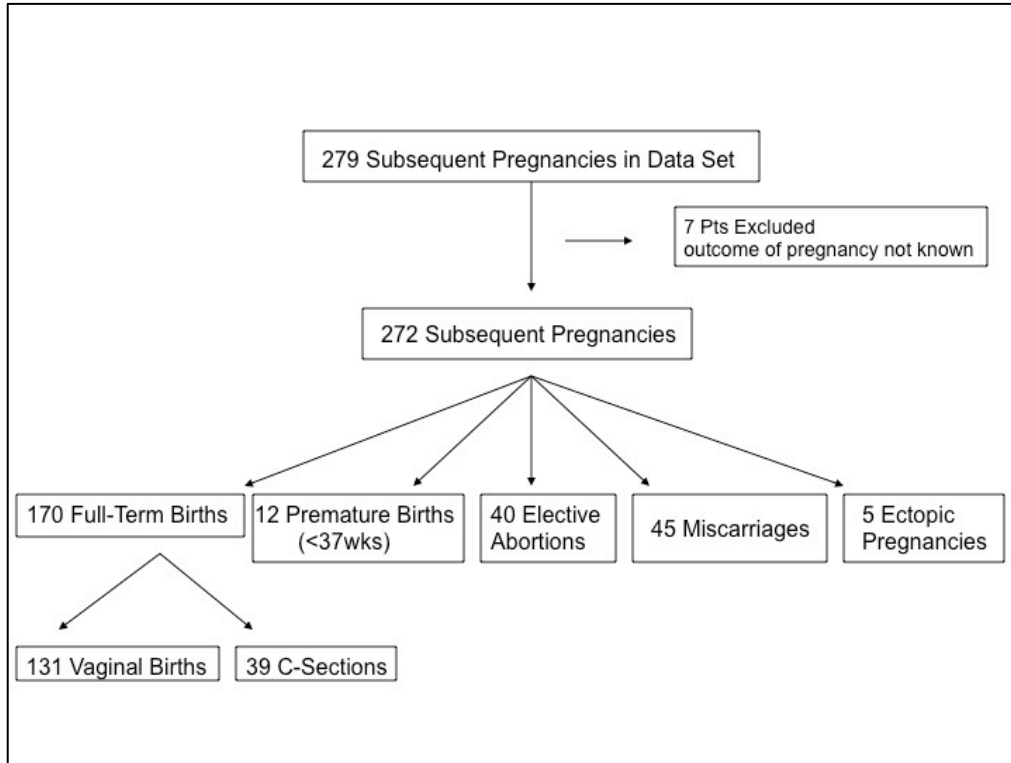 279 Subsequent Pregnancies in Data Set
7 Pts Excluded
outcome of pregnancy not known
272 Subsequent Pregnancies
170 Full-Term Births
12 Premature Births
(<37wks)
40 Elective
Abortions
45 Miscarriages
5 Ectopic
Pregnancies
131 Vaginal Births
39 C-Sections